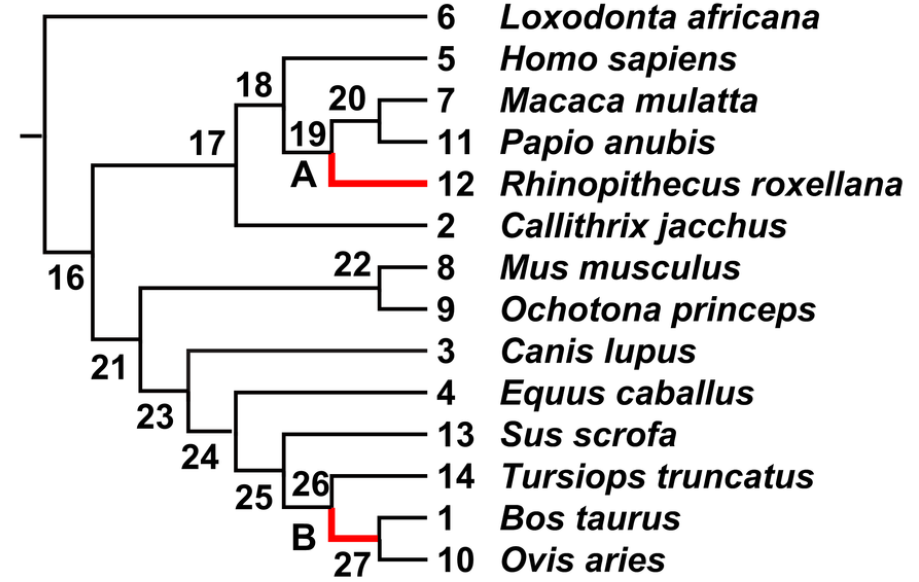 6 Loxodonta africana
5 Homo sapiens
18
20 7 Macaca mulatta
19 11 Papio anubis
17
A 12 Rhinopithecus roxellana
2 Callithrix jacchus
22 8 Mus musculus
16
9 Ochotona princeps
3 Canis lupus
21
4 Equus caballus
23
13 Sus scrofa
24
26 14 Tursiops truncatus
25
1 Bos taurus
B
27 10 Ovis aries